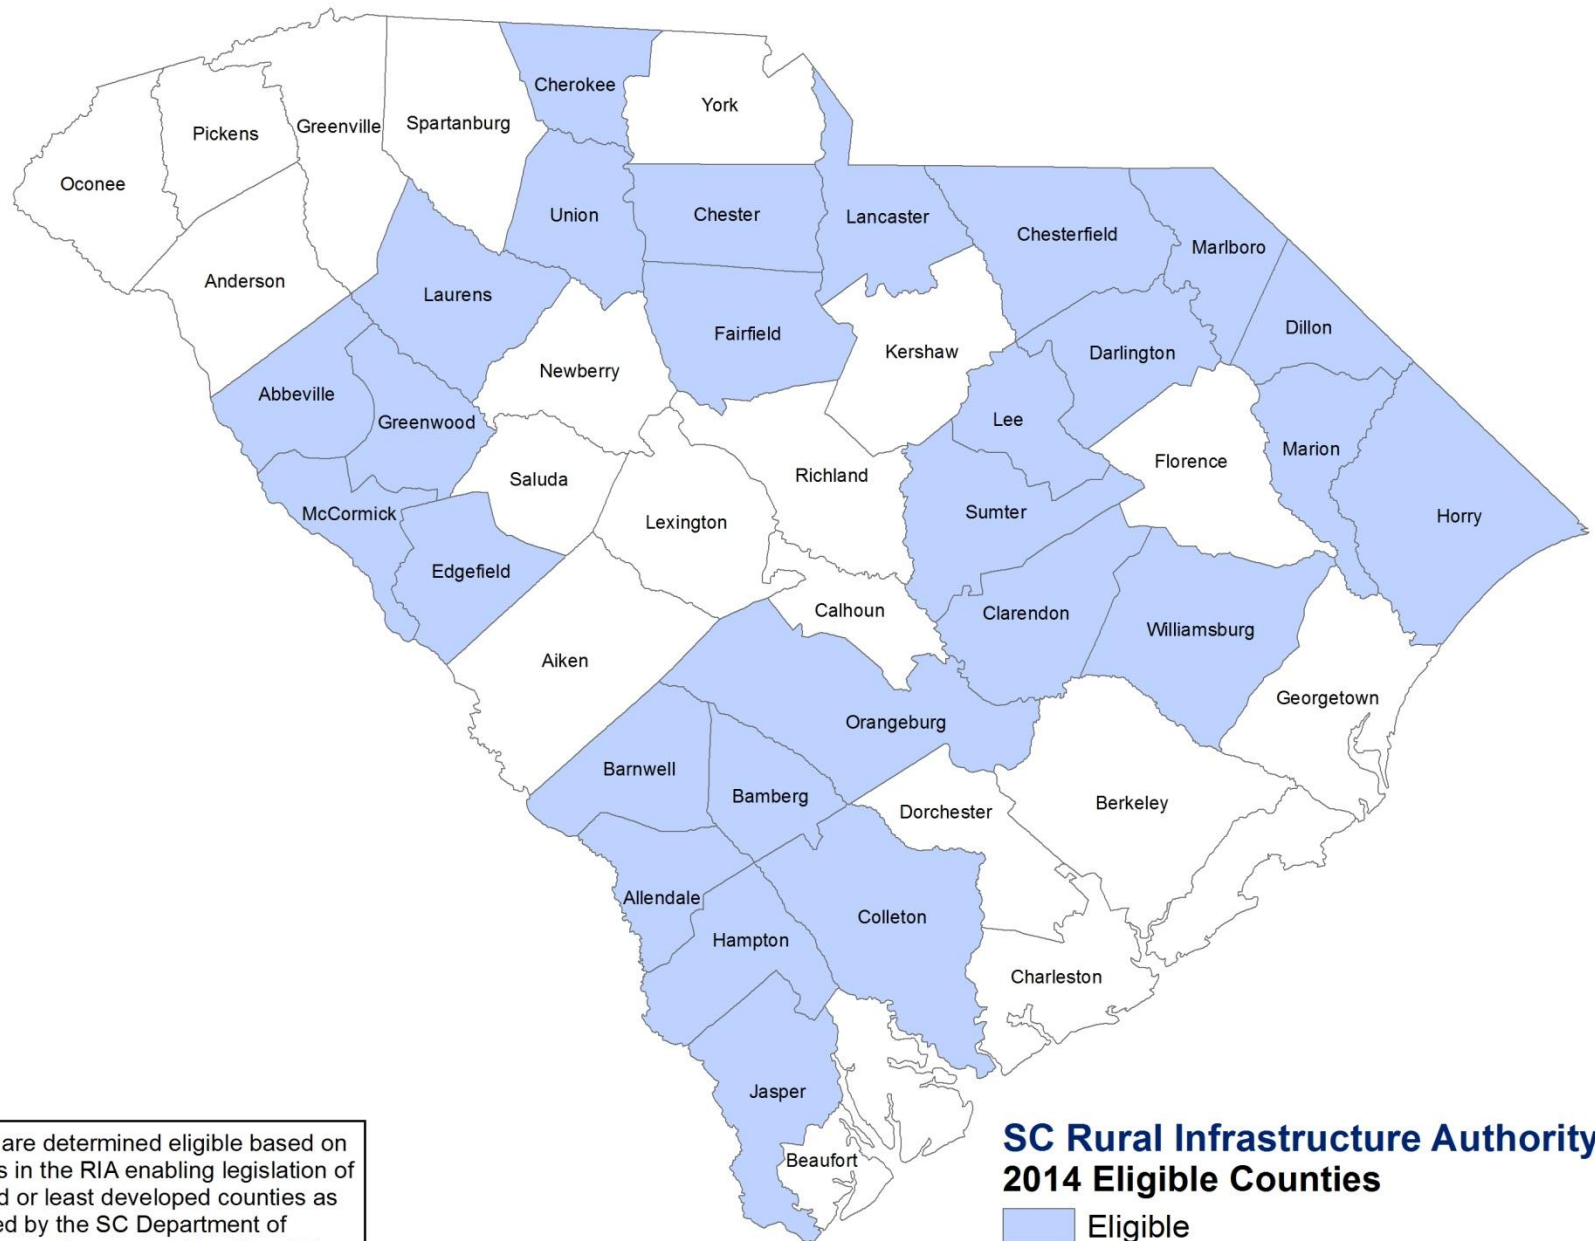 Cherokee
York
Pickens
Greenville
Spartanburg
Oconee
Union
Chester
Lancaster
Chesterfield
Marlboro
Anderson
Laurens
Fairfield
Dillon
Newberry
Kershaw
Darlington
Abbeville
Greenwood
Lee
Saluda
Richland
Florence
Marion
McCormick
Lexington
Sumter
Horry
Edgefield
Calhoun
Clarendon
Williamsburg
Aiken
Georgetown
Orangeburg
Barnwell
Bamberg
Dorchester
Berkeley
Allendale
Hampton
Colleton
Charleston
Jasper
Beaufort
are determined eligible based on
s in the RIA enabling legislation of
d or least developed counties as
ed by the SC Department of
SC Rural Infrastructure Authority
2014 Eligible Counties
Eligible